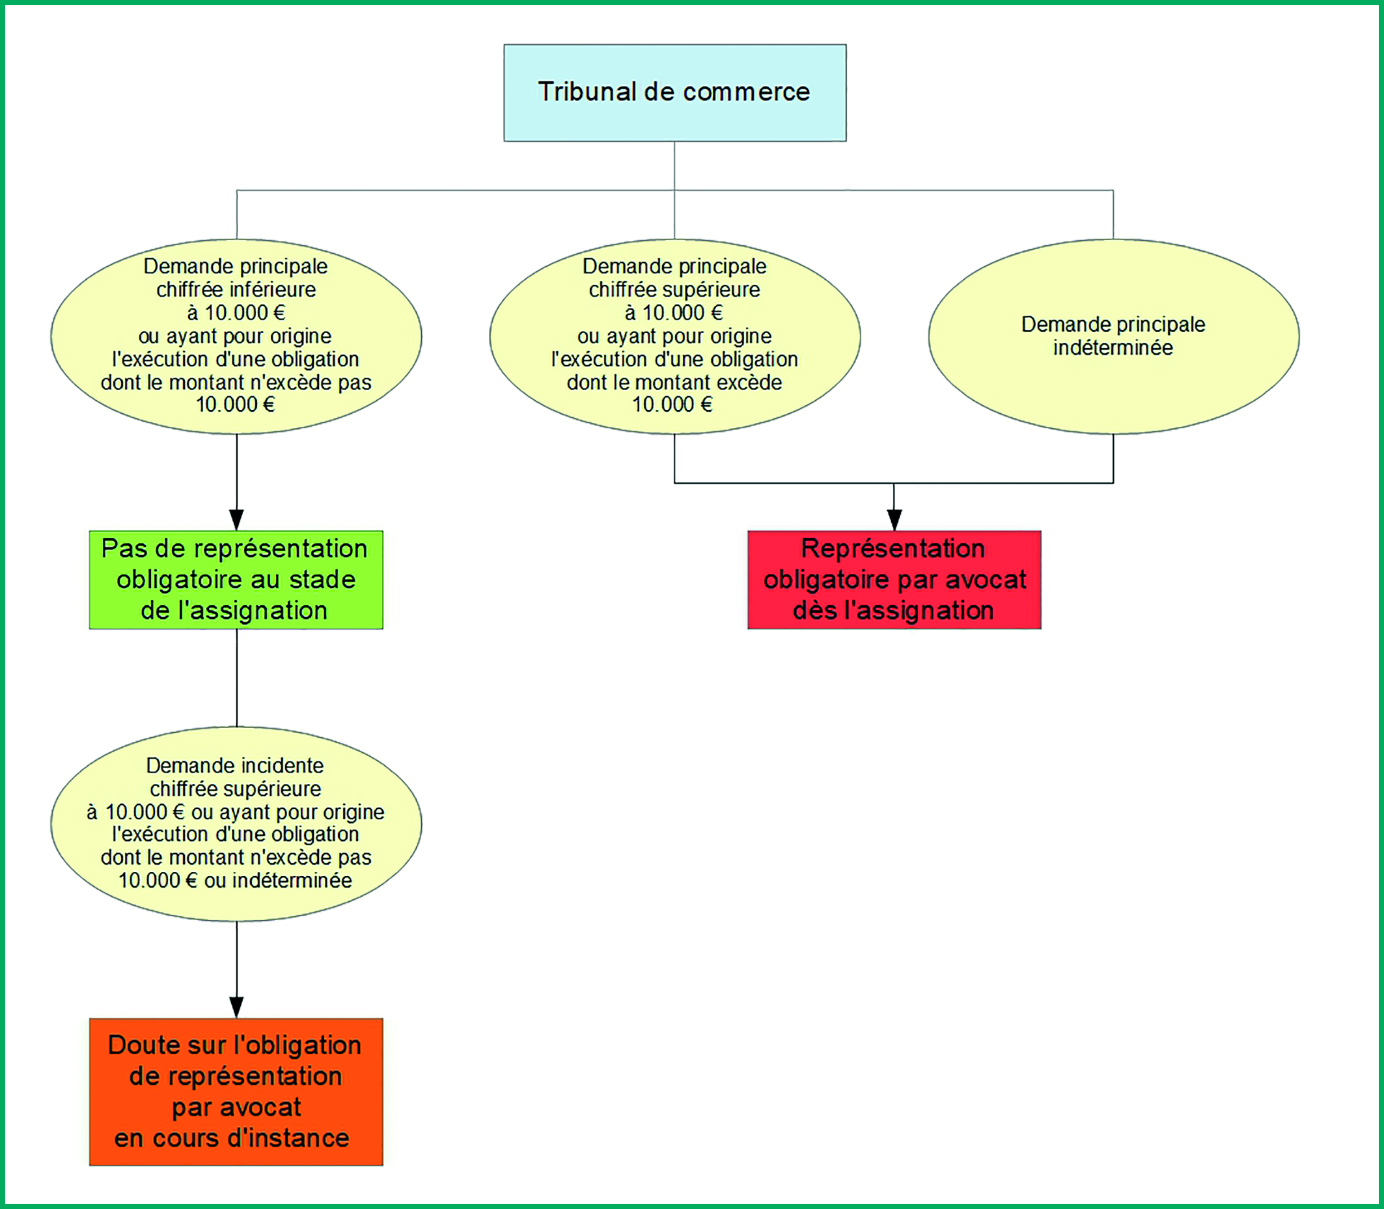 Tribunal de commerce
Demande principale
chiffrée inférieure
à 10.000 €
ou ayant pour origine
l'exécution d'une obligation
dont le montant n'excède pas
10.000 €
Demande principale
chiffrée supérieure
à 10.000 €
ou ayant pour origine
l'exécution d'une obligation
dont le montant excède
10.000 €
Demande principale
indéterminée
Pas de représentation
obligatoire au stade
de l'assignation
Représentation
obligatoire par avocat
dès l'assignation
Demande incidente
chiffrée supérieure
à 10.000 € ou ayant pour origine
l'exécution d'une obligation
dont le montant n'excède pas
10.000 € ou indéterminée
Doute sur l'obligation
de représentation
par avocat
en cours d'instance